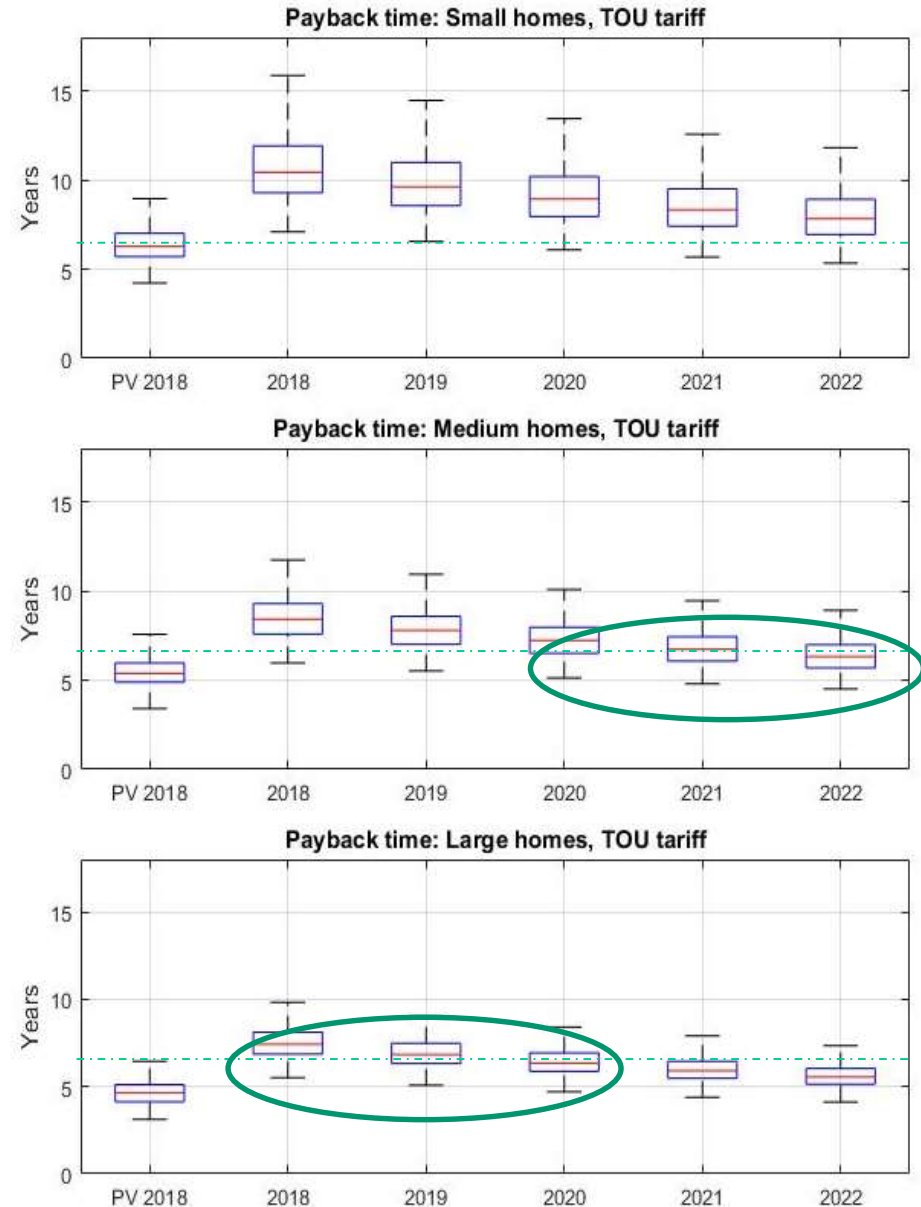 Payback time: Small homes, TOU tariff
15
10
5
0
Years
PV 2018 2018 2019 2020 2021 2022
Payback time: Medium homes, TOU tariff
15
10
5
0
Years
PV 2018 2018 2019 2020 2021 2022
Payback time: Large homes, TOU tariff
15
10
5
0
Years
PV 2018 2018 2019 2020 2021 2022